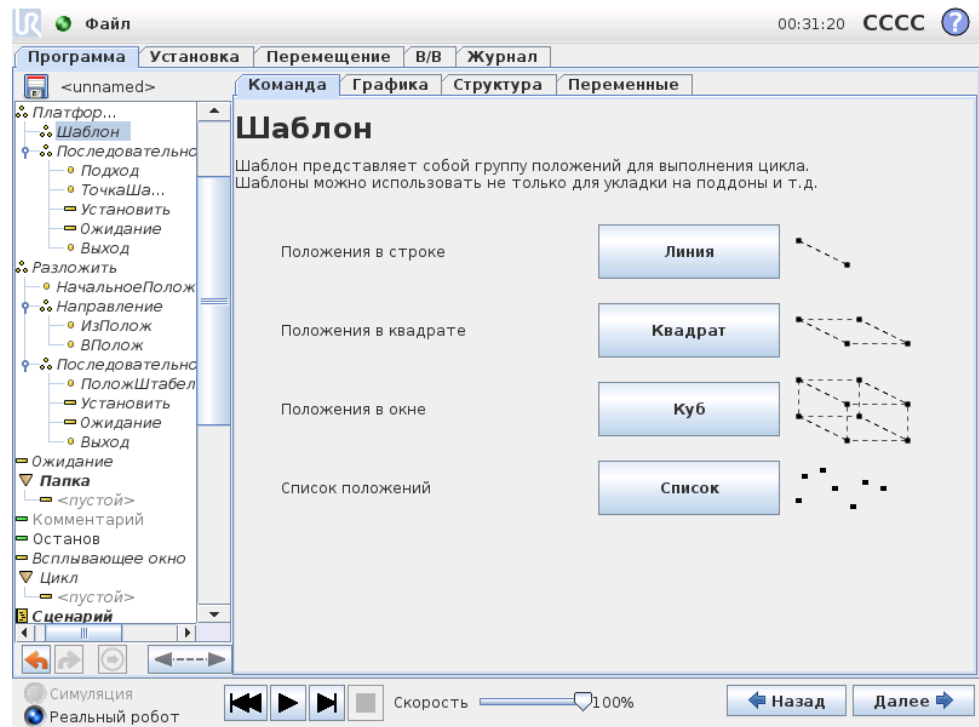 UR Файл 00:31:20 CCCC ?
Программа Установка Перемещение В/В Журнал
<unnamed>
Команда Графика Структура Переменные
Платфор...
Шаблон
Последовательно
Подход
ТочкаША...
Установить
Ожидание
Выход
Разложить
НачальноеПолож
Направление
ИзПолож
ВПолож
Последовательно
ПоложШтабел
Установить
Ожидание
Выход
Ожидание
Папка
<пустой>
Комментарий
Останов
Всплывающее окно
Цикл
<пустой>
Сценарий
Шаблон
Шаблон представляет собой группу положений для выполнения цикла.
Шаблоны можно использовать не только для укладки на поддоны и т.д.
Положения в строке Линия
Положения в квадрате Квадрат
Положения в окне Куб
Список положений Список
Симуляция
Реальный робот
Скорость 100%
Назад Далее